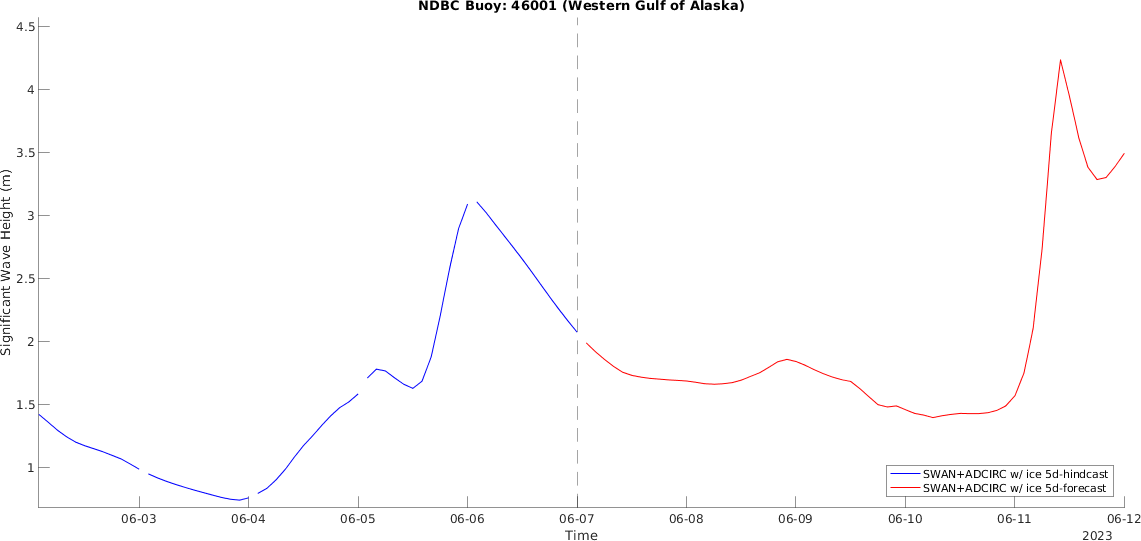 NDBC Buoy: 46001 (Western Gulf of Alaska)
4.5
4
3.5
3
2.5
2
1.5
1
Significant Wave Height (m)
SWAN+ADCIRC w/ ice 5d-hindcast
SWAN+ADCIRC w/ ice 5d-forecast
06-03 06-04 06-05 06-06 06-07 06-08 06-09 06-10 06-11 06-12
Time
2023